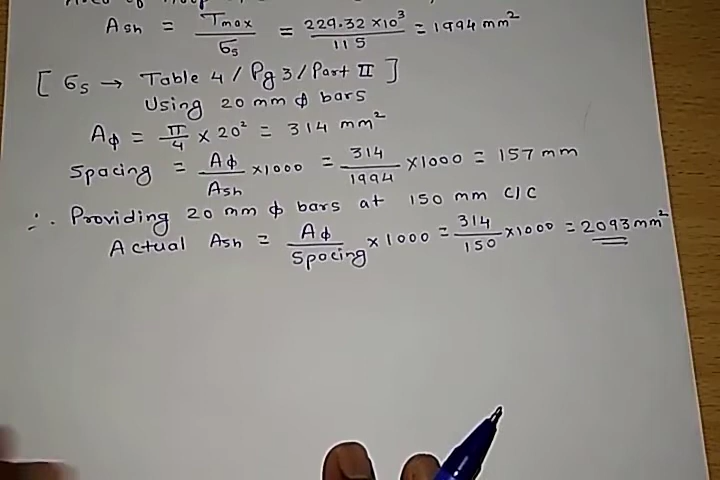 Ash = Tmax / σs = 229.32 × 10³ / 115 = 1994 mm²
[ σs → Table 4 / Pg 3 / Part II ]
Using 20 mm ϕ bars
Aϕ = π/4 × 20² = 314 mm²
Spacing = Aϕ / Ash × 1000 = 314 / 1994 × 1000 = 157 mm
∴ Providing 20 mm ϕ bars at 150 mm C/C
Actual Ash = Aϕ / Spacing × 1000 = 314 / 150 × 1000 = 2093 mm²